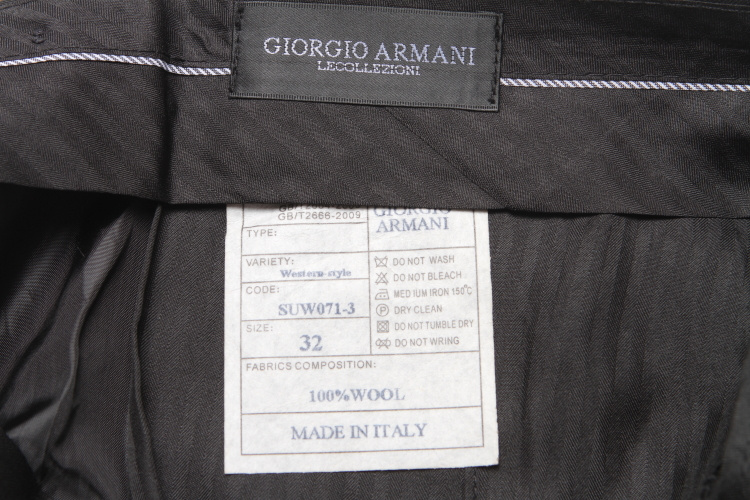 GIORGIO ARMANI
LECOLLEZIONI
GB/T2666-2009
TYPE:
GIORGIO
ARMANI
VARIETY:
Western-style
CODE:
SUW071-3
SIZE:
32
DO NOT WASH
DO NOT BLEACH
MEDIUM IRON 150℃
P DRY CLEAN
DO NOT TUMBLE DRY
DO NOT WRING
FABRICS COMPOSITION:
100%WOOL
MADE IN ITALY